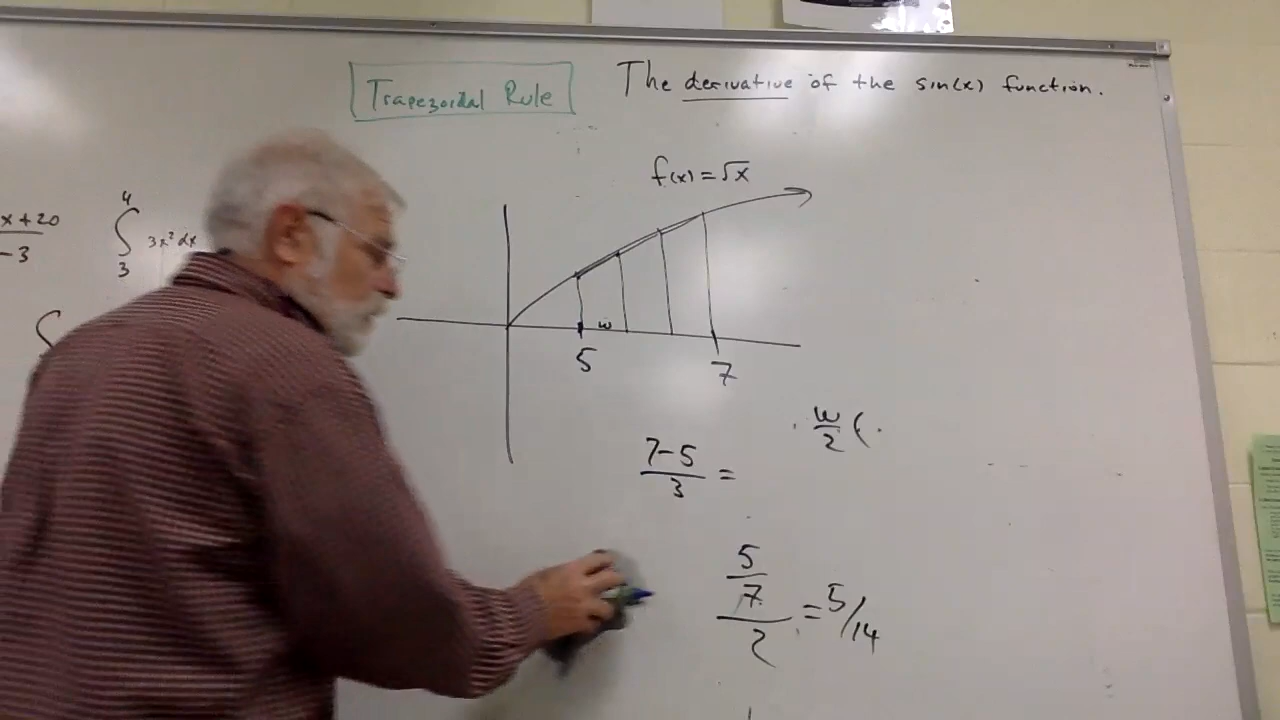 Trapezoidal Rule
The derivative of the sin(x) function.
f(x) = √x
x + 20
-3
4
∫ 3x² dx
3
w
5
7
w/2 (
7-5/3 =
5/7/2 = 5/14